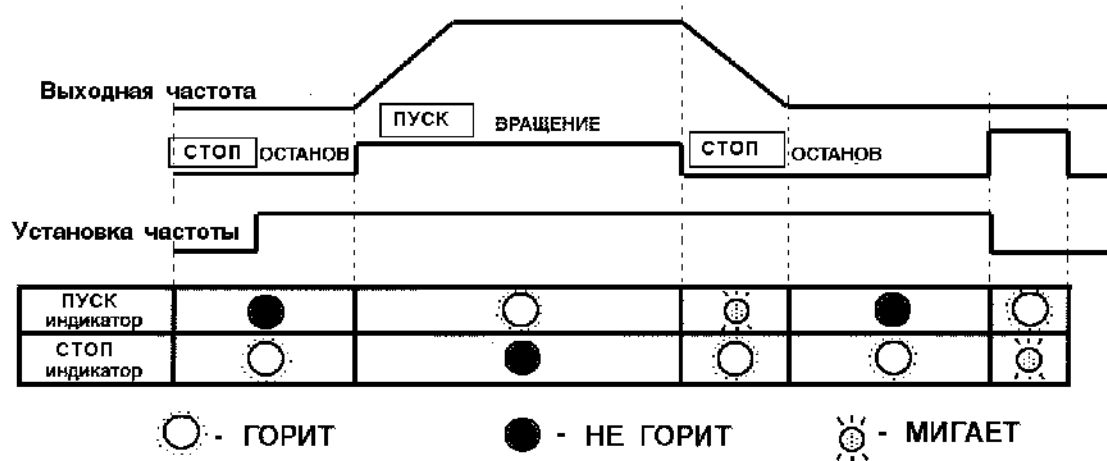 Выходная частота
ПУСК ВРАЩЕНИЕ
СТОП ОСТАНОВ СТОП ОСТАНОВ
Установка частоты
ПУСК
индикатор
СТОП
индикатор
- ГОРИТ - НЕ ГОРИТ - МИГАЕТ